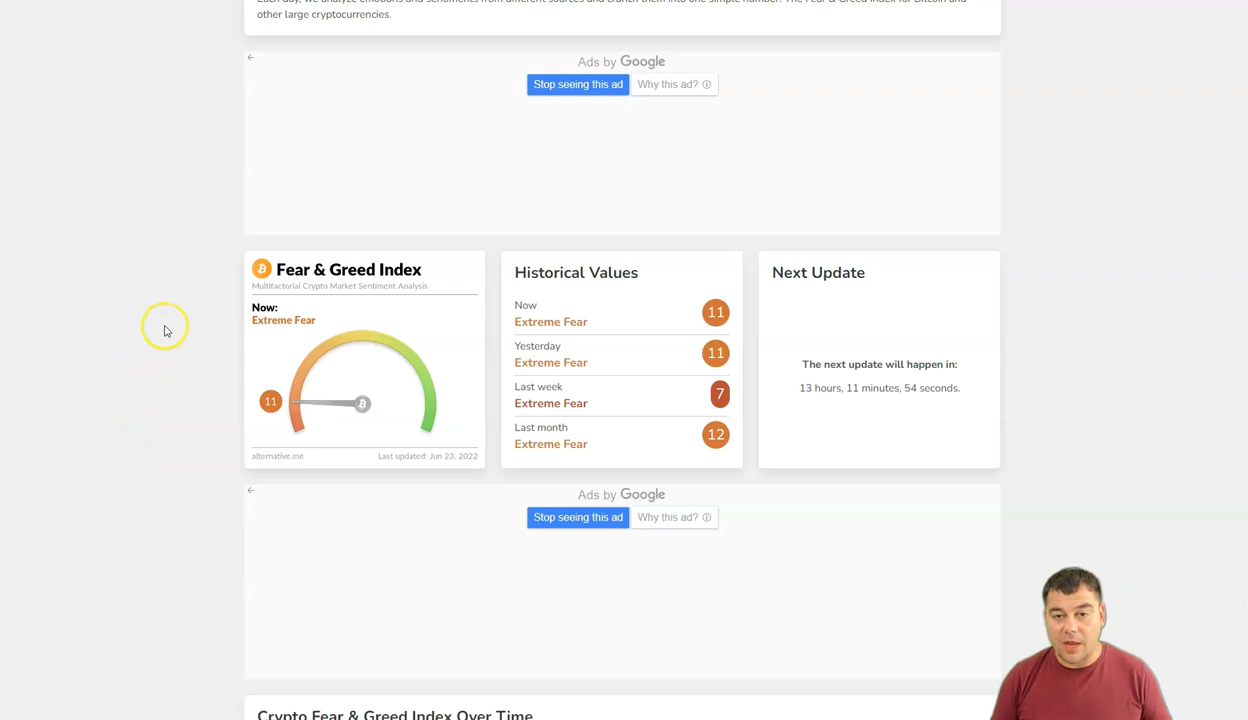 Each day, we analyze emotions and sentiments from different sources and crunch them into one simple number: The Fear & Greed Index for Bitcoin and
other large cryptocurrencies.
Ads by Google
Stop seeing this ad
Why this ad?
Fear & Greed Index
Multifactorial Crypto Market Sentiment Analysis
Now:
Extreme Fear
11
alternative.me
Last updated: Jun 23, 2022
Historical Values
Now
Extreme Fear
11
Yesterday
Extreme Fear
11
Last week
Extreme Fear
7
Last month
Extreme Fear
12
Next Update
The next update will happen in:
13 hours, 11 minutes, 54 seconds.
Ads by Google
Stop seeing this ad
Why this ad?
Crypto Fear & Greed Index Over Time